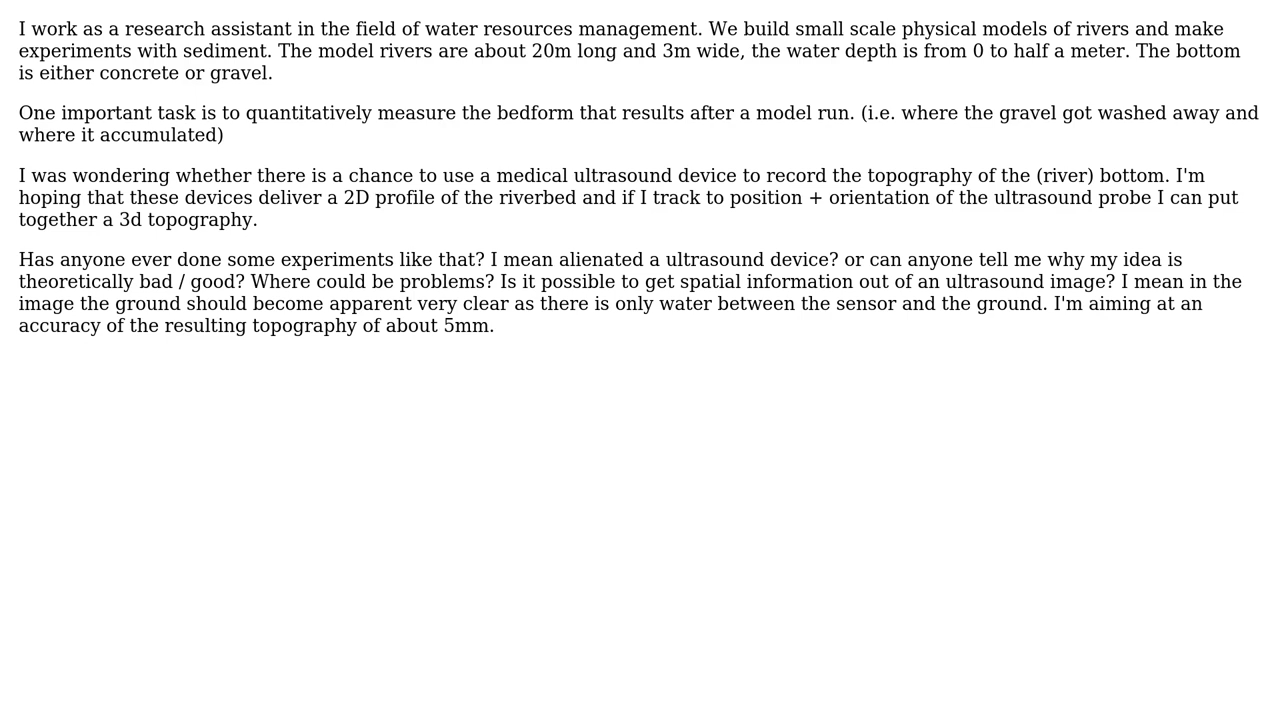 I work as a research assistant in the field of water resources management. We build small scale physical models of rivers and make
experiments with sediment. The model rivers are about 20m long and 3m wide, the water depth is from 0 to half a meter. The bottom
is either concrete or gravel.
One important task is to quantitatively measure the bedform that results after a model run. (i.e. where the gravel got washed away and
where it accumulated)
I was wondering whether there is a chance to use a medical ultrasound device to record the topography of the (river) bottom. I'm
hoping that these devices deliver a 2D profile of the riverbed and if I track to position + orientation of the ultrasound probe I can put
together a 3d topography.
Has anyone ever done some experiments like that? I mean alienated a ultrasound device? or can anyone tell me why my idea is
theoretically bad / good? Where could be problems? Is it possible to get spatial information out of an ultrasound image? I mean in the
image the ground should become apparent very clear as there is only water between the sensor and the ground. I'm aiming at an
accuracy of the resulting topography of about 5mm.